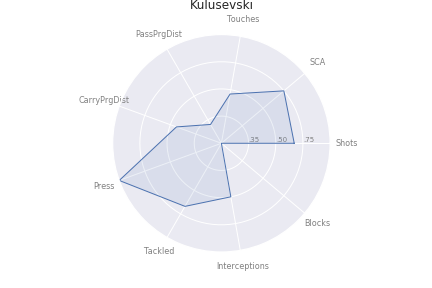 Kulusevski
Touches
PassPrgDist
SCA
CarryPrgDist
.35 .50 .75
Shots
Press
Blocks
Tackled
Interceptions